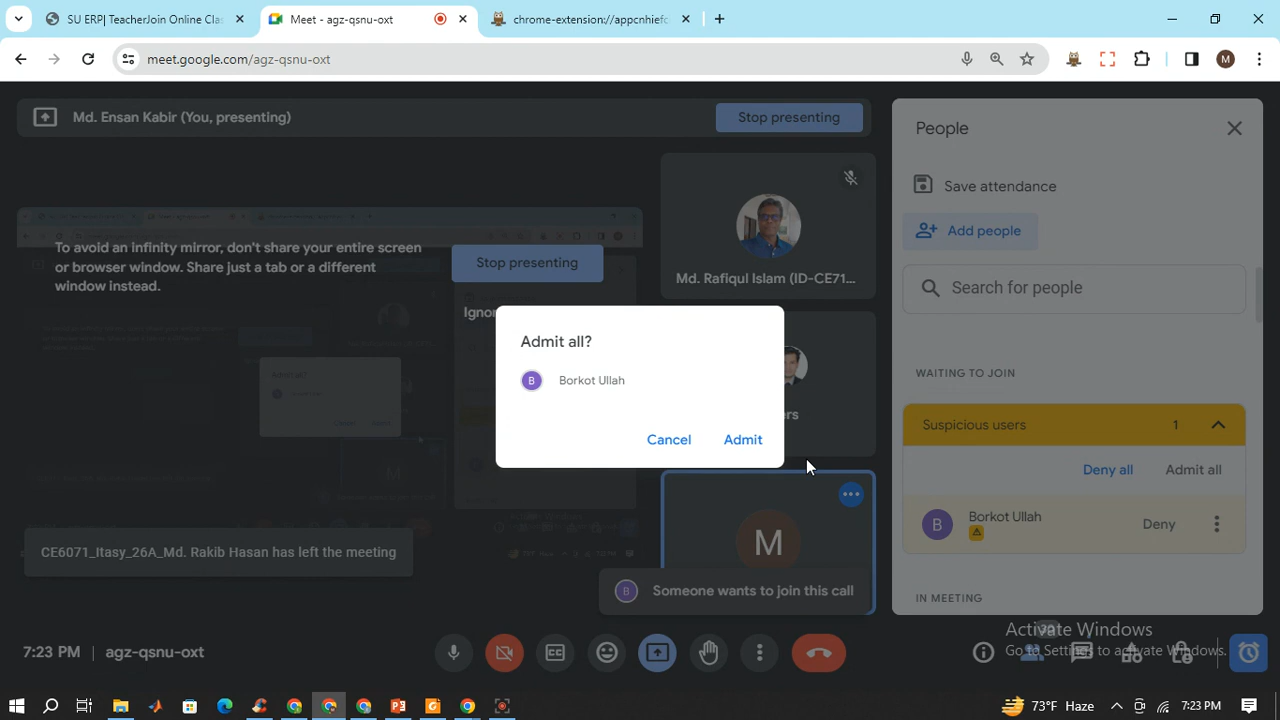 SU ERP| TeacherJoin Online Cla
Meet - agz-qsnu-oxt
chrome-extension://appcnhiefc
meet.google.com/agz-qsnu-oxt
M
Md. Ensan Kabir (You, presenting)
Stop presenting
People
Save attendance
Add people
Search for people
To avoid an infinity mirror, don't share your entire screen
or browser window. Share just a tab or a different
window instead.
Stop presenting
Ignor
Md. Rafiqul Islam (ID-CE71...
Admit all?
B Borkot Ullah
Cancel Admit
ers
WAITING TO JOIN
Suspicious users 1
Deny all Admit all
B Borkot Ullah Deny
IN MEETING
M
CE6071_Itasy_26A_Md. Rakib Hasan has left the meeting
B Someone wants to join this call
Activate Windows
Go to Settings to activate Windows.
7:23 PM | agz-qsnu-oxt
73°F Haze
7:23 PM